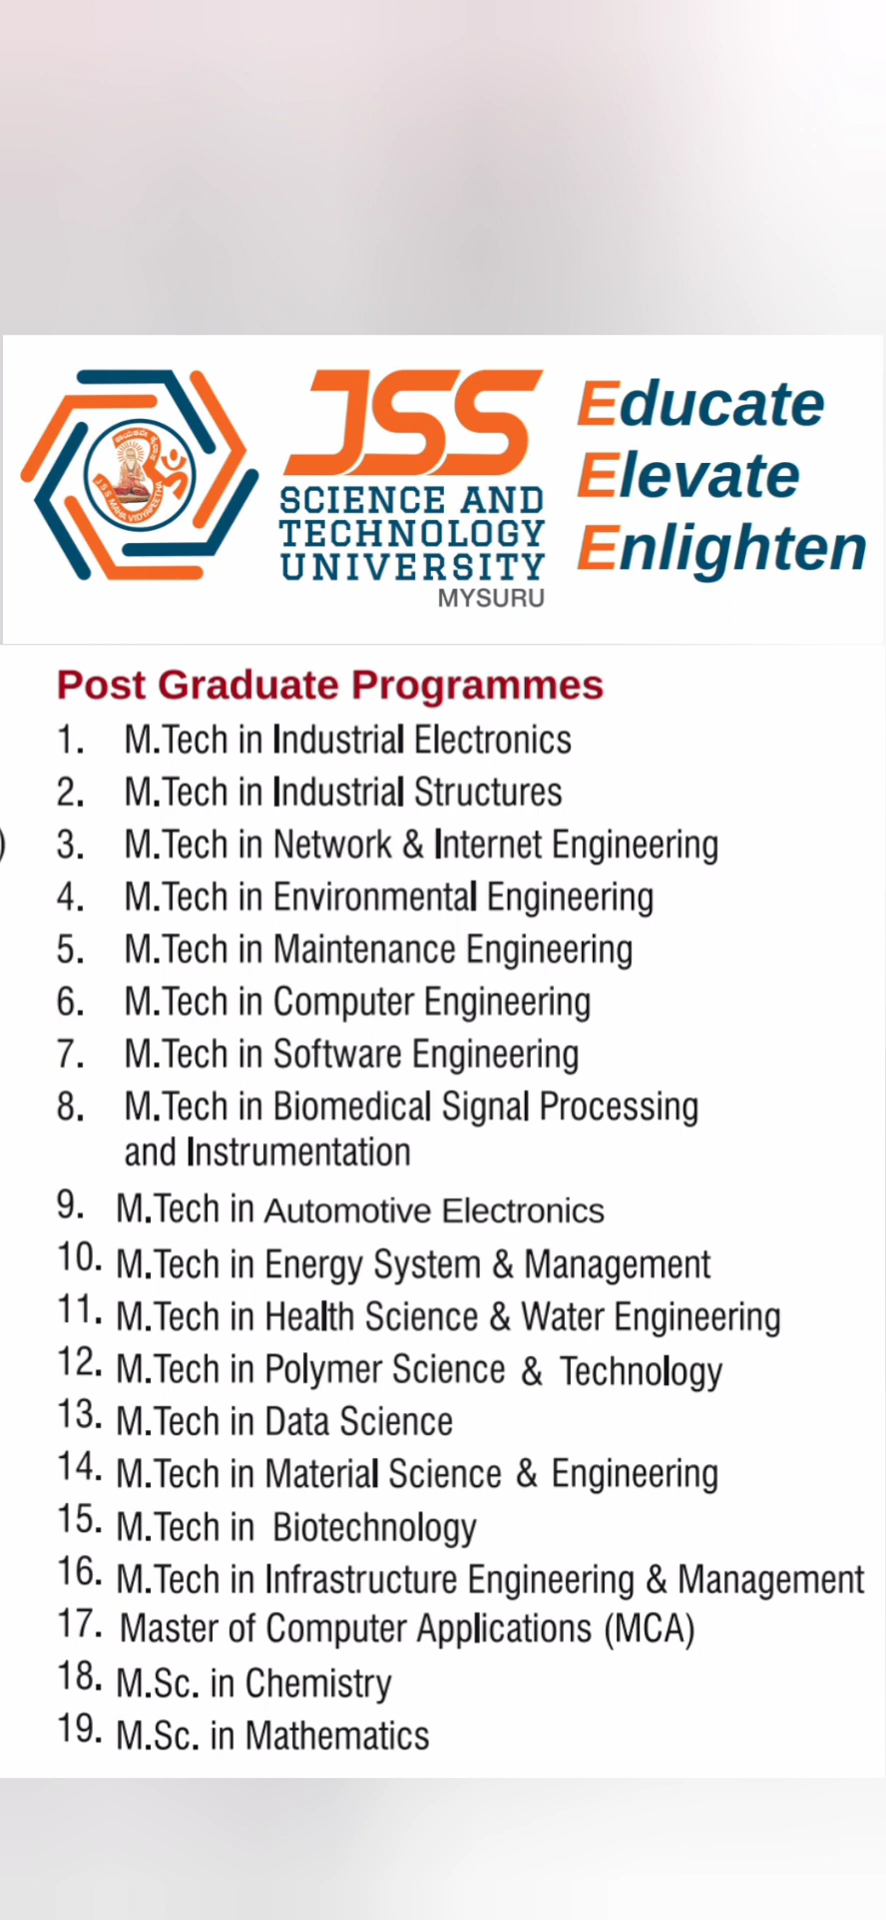 JSS
SCIENCE AND
TECHNOLOGY
UNIVERSITY
MYSURU
Educate
Elevate
Enlighten
JSS MAHA VIDYAPEETHA
Post Graduate Programmes
1. M.Tech in Industrial Electronics
2. M.Tech in Industrial Structures
) 3. M.Tech in Network & Internet Engineering
4. M.Tech in Environmental Engineering
5. M.Tech in Maintenance Engineering
6. M.Tech in Computer Engineering
7. M.Tech in Software Engineering
8. M.Tech in Biomedical Signal Processing
and Instrumentation
9. M.Tech in Automotive Electronics
10. M.Tech in Energy System & Management
11. M.Tech in Health Science & Water Engineering
12. M.Tech in Polymer Science & Technology
13. M.Tech in Data Science
14. M.Tech in Material Science & Engineering
15. M.Tech in Biotechnology
16. M.Tech in Infrastructure Engineering & Management
17. Master of Computer Applications (MCA)
18. M.Sc. in Chemistry
19. M.Sc. in Mathematics